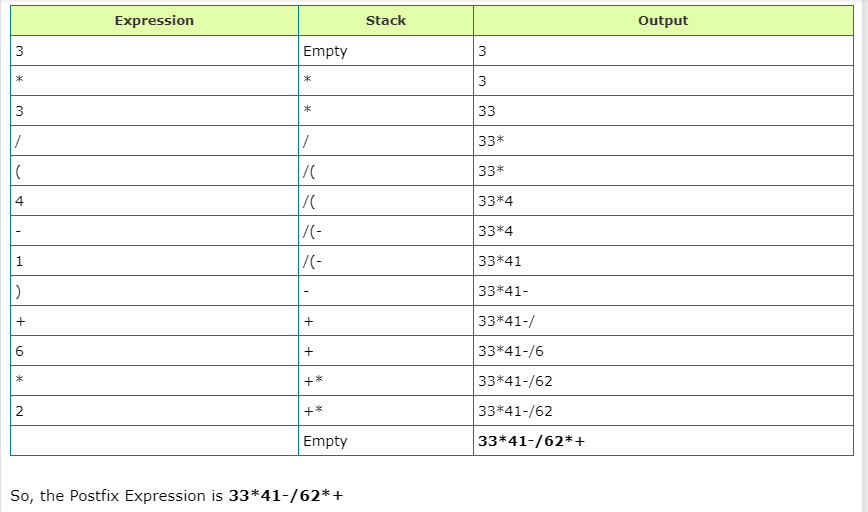 Expression Stack Output
3 Empty 3
* * 3
3 * 33
/ / 33*
( /( 33*
4 /( 33*4
- /(- 33*4
1 /(- 33*41
) - 33*41-
+ + 33*41-/
6 + 33*41-/6
* +* 33*41-/62
2 +* 33*41-/62
Empty 33*41-/62*+
So, the Postfix Expression is 33*41-/62*+